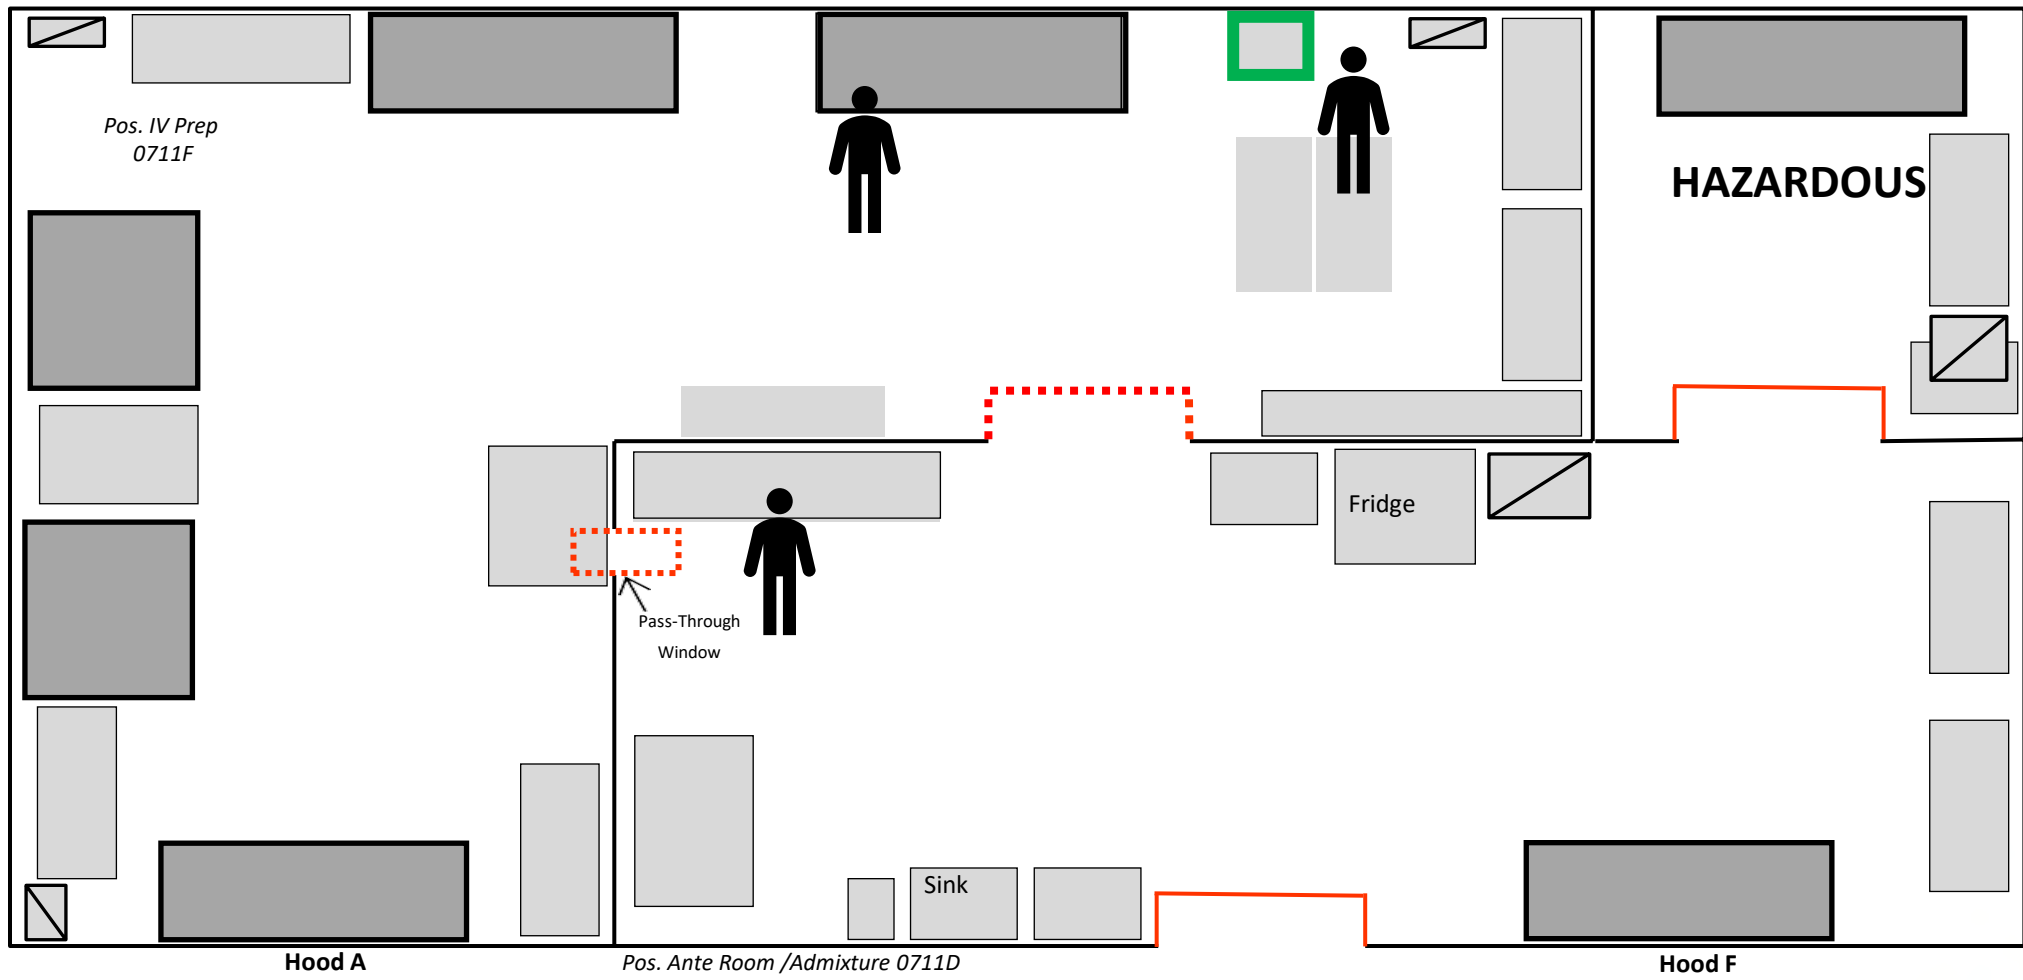 Pos. IV Prep
0711F
HAZARDOUS
Fridge
Pass-Through
Window
Sink
Hood A
Pos. Ante Room /Admixture 0711D
Hood F